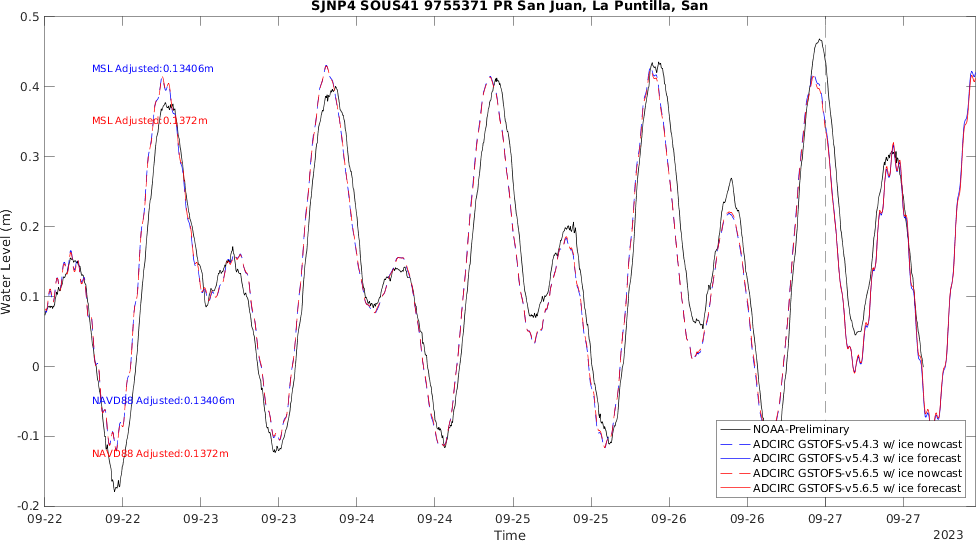 SJNP4 SOUS41 9755371 PR San Juan, La Puntilla, San
0.5
0.4
0.3
0.2
0.1
0
-0.1
-0.2
Water Level (m)
MSL Adjusted:0.13406m
MSL Adjusted:0.1372m
NAVD88 Adjusted:0.13406m
NAVD88 Adjusted:0.1372m
NOAA-Preliminary
ADCIRC GSTOFS-v5.4.3 w/ ice nowcast
ADCIRC GSTOFS-v5.4.3 w/ ice forecast
ADCIRC GSTOFS-v5.6.5 w/ ice nowcast
ADCIRC GSTOFS-v5.6.5 w/ ice forecast
09-22 09-22 09-23 09-23 09-24 09-24 09-25 09-25 09-26 09-26 09-27 09-27
Time
2023